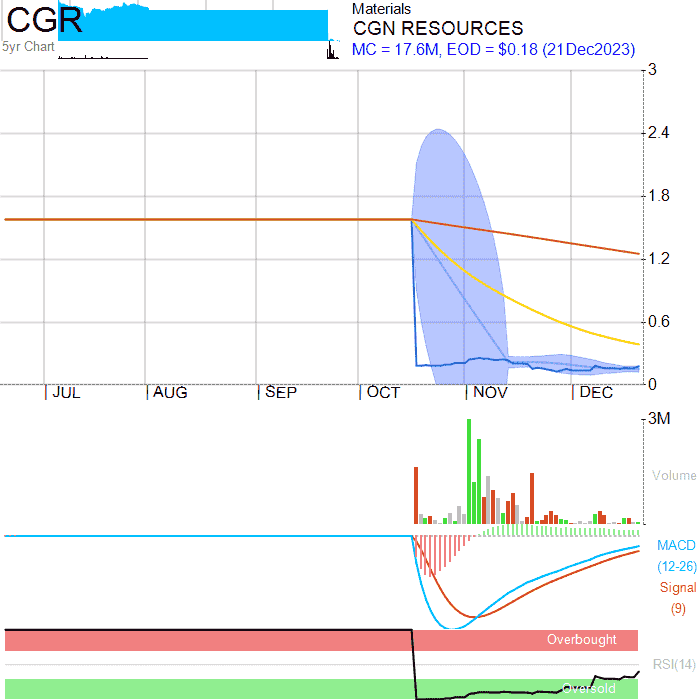 CGR
5yr Chart
Materials
CGN RESOURCES
MC = 17.6M, EOD = $0.18 (21Dec2023)
3
2.4
1.8
1.2
0.6
0
JUL AUG SEP OCT NOV DEC
3M
Volume
MACD
(12-26)
Signal
(9)
Overbought
RSI(14)
Oversold